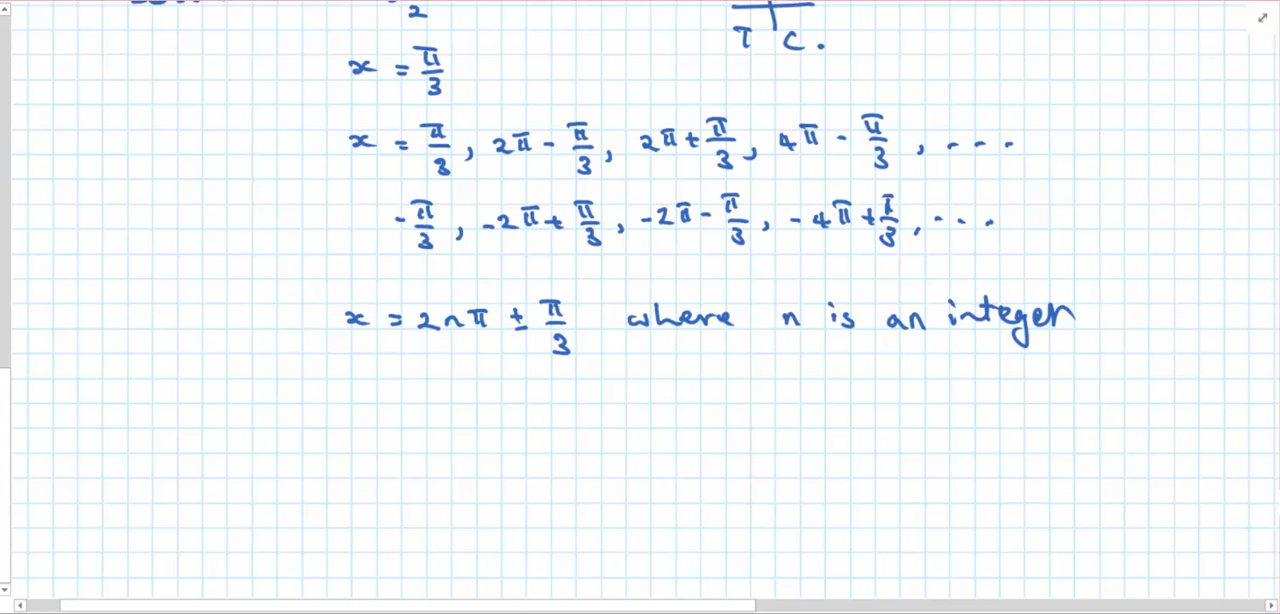 2
T C.
x = π/3
x = π/3, 2π - π/3, 2π + π/3, 4π - π/3, ....
-π/3, -2π + π/3, -2π - π/3, -4π + π/3, ...
x = 2nπ ± π/3 where n is an integer